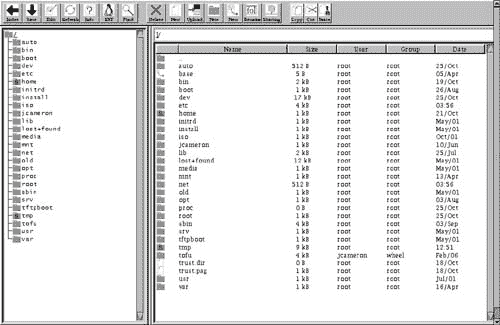 Index Save Edit Refresh Info EXT Find Delete New Upload New New Rename Sharing Copy Cut Paste
/
auto
bin
boot
dev
etc
home
initrd
install
iso
jcameron
lib
lost+found
media
mnt
net
old
opt
proc
root
sbin
srv
tftpboot
tmp
tofu
usr
var
/
Name Size User Group Date
..
auto 512 B root root 25/Oct
base 5 B root root 05/Apr
bin 2 kB root root 19/Oct
boot 1 kB root root 26/Aug
dev 17 kB root root 25/Oct
etc 4 kB root root 03:56
home 1 kB root root 21/Oct
initrd 1 kB root root May/01
install 1 kB root root May/01
iso 1 kB root root Oct/01
jcameron 1 kB root root 10/Jun
lib 2 kB root root 25/Jul
lost+found 12 kB root root May/01
media 1 kB root root May/01
mnt 1 kB root root 13/Apr
net 512 B root root 03:56
old 1 kB root root May/01
opt 1 kB root root 03/Aug
proc 0 B root root 25/Oct
root 1 kB root root 25/Oct
sbin 4 kB root root 03/Sep
srv 1 kB root root May/01
tftpboot 1 kB root root May/01
tmp 9 kB root root 12:51
tofu 4 kB jcameron wheel Feb/06
trust.dir 0 B root root 18/Oct
trust.pag 1 kB root root 18/Oct
usr 1 kB root root Jul/01
var 1 kB root root 16/Apr